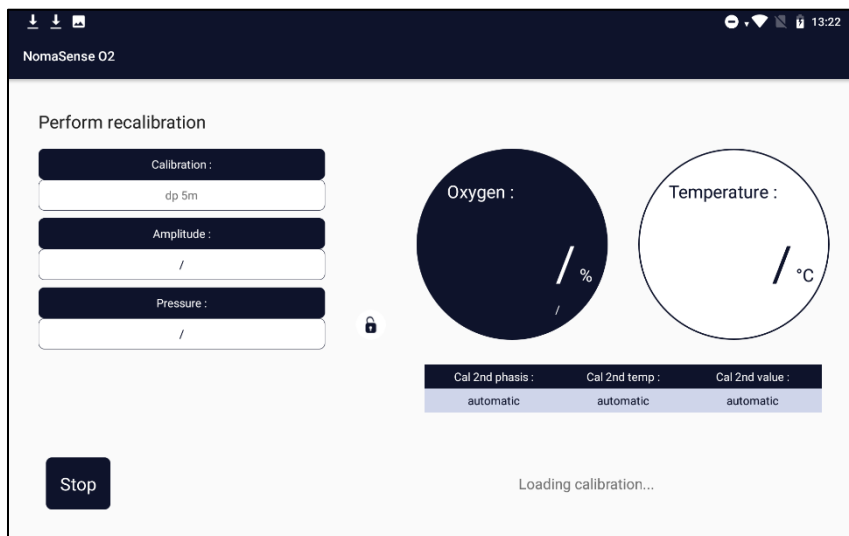 13:22
NomaSense O2
Perform recalibration
Calibration :
dp 5m
Amplitude :
/
Pressure :
/
Oxygen :
/ %
/
Temperature :
/ °C
Cal 2nd phasis : Cal 2nd temp : Cal 2nd value :
automatic automatic automatic
Stop
Loading calibration...